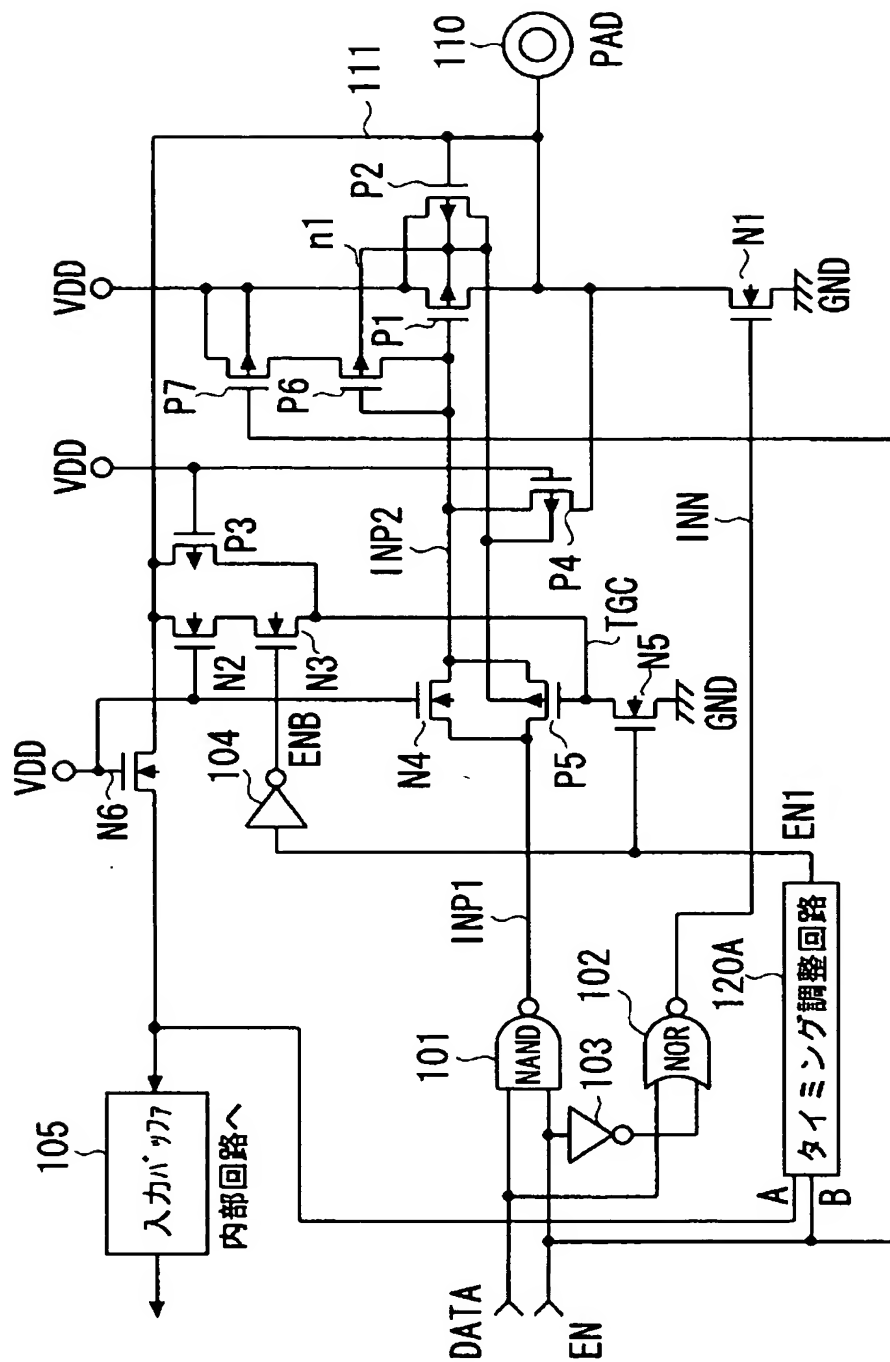 105
入力バッファ
内部回路へ
VDD
N6
104
ENB
N2
N3
P3
VDD
VDD
P7
P6
n1
P2
111
110
PAD
P1
INP2
N4
P5
P4
TGC
N5
GND
N1
GND
INN
INP1
101
NAND
103
102
NOR
DATA
EN
A
B
120A
タイミング調整回路
EN1